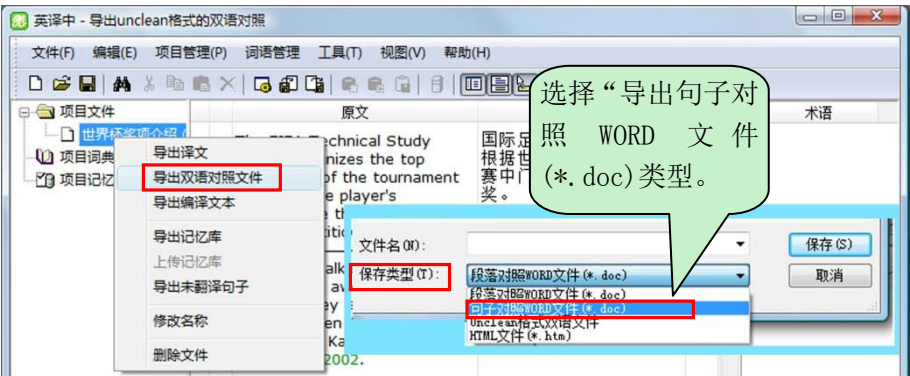 英译中 - 导出unclean格式的双语对照
文件(F) 编辑(E) 项目管理(P) 词语管理 工具(T) 视图(V) 帮助(H)
项目文件
世界杯奖项介绍 (
项目词典
项目记忆
原文
术语
导出译文
导出双语对照文件
导出编译文本
导出记忆库
上传记忆库
导出未翻译句子
修改名称
删除文件
echnical Study
nizes the top
of the tournament
e player's
国际足
根据世
赛中门
奖。
选择“导出句子对
照 WORD 文件
(*.doc)类型。
文件名(N):
保存(S)
保存类型(T):
段落对照WORD文件(*.doc)
取消
段落对照WORD文件(*.doc)
句子对照WORD文件(*.doc)
Unclean格式双语文件
HTML文件(*.htm)
2002.